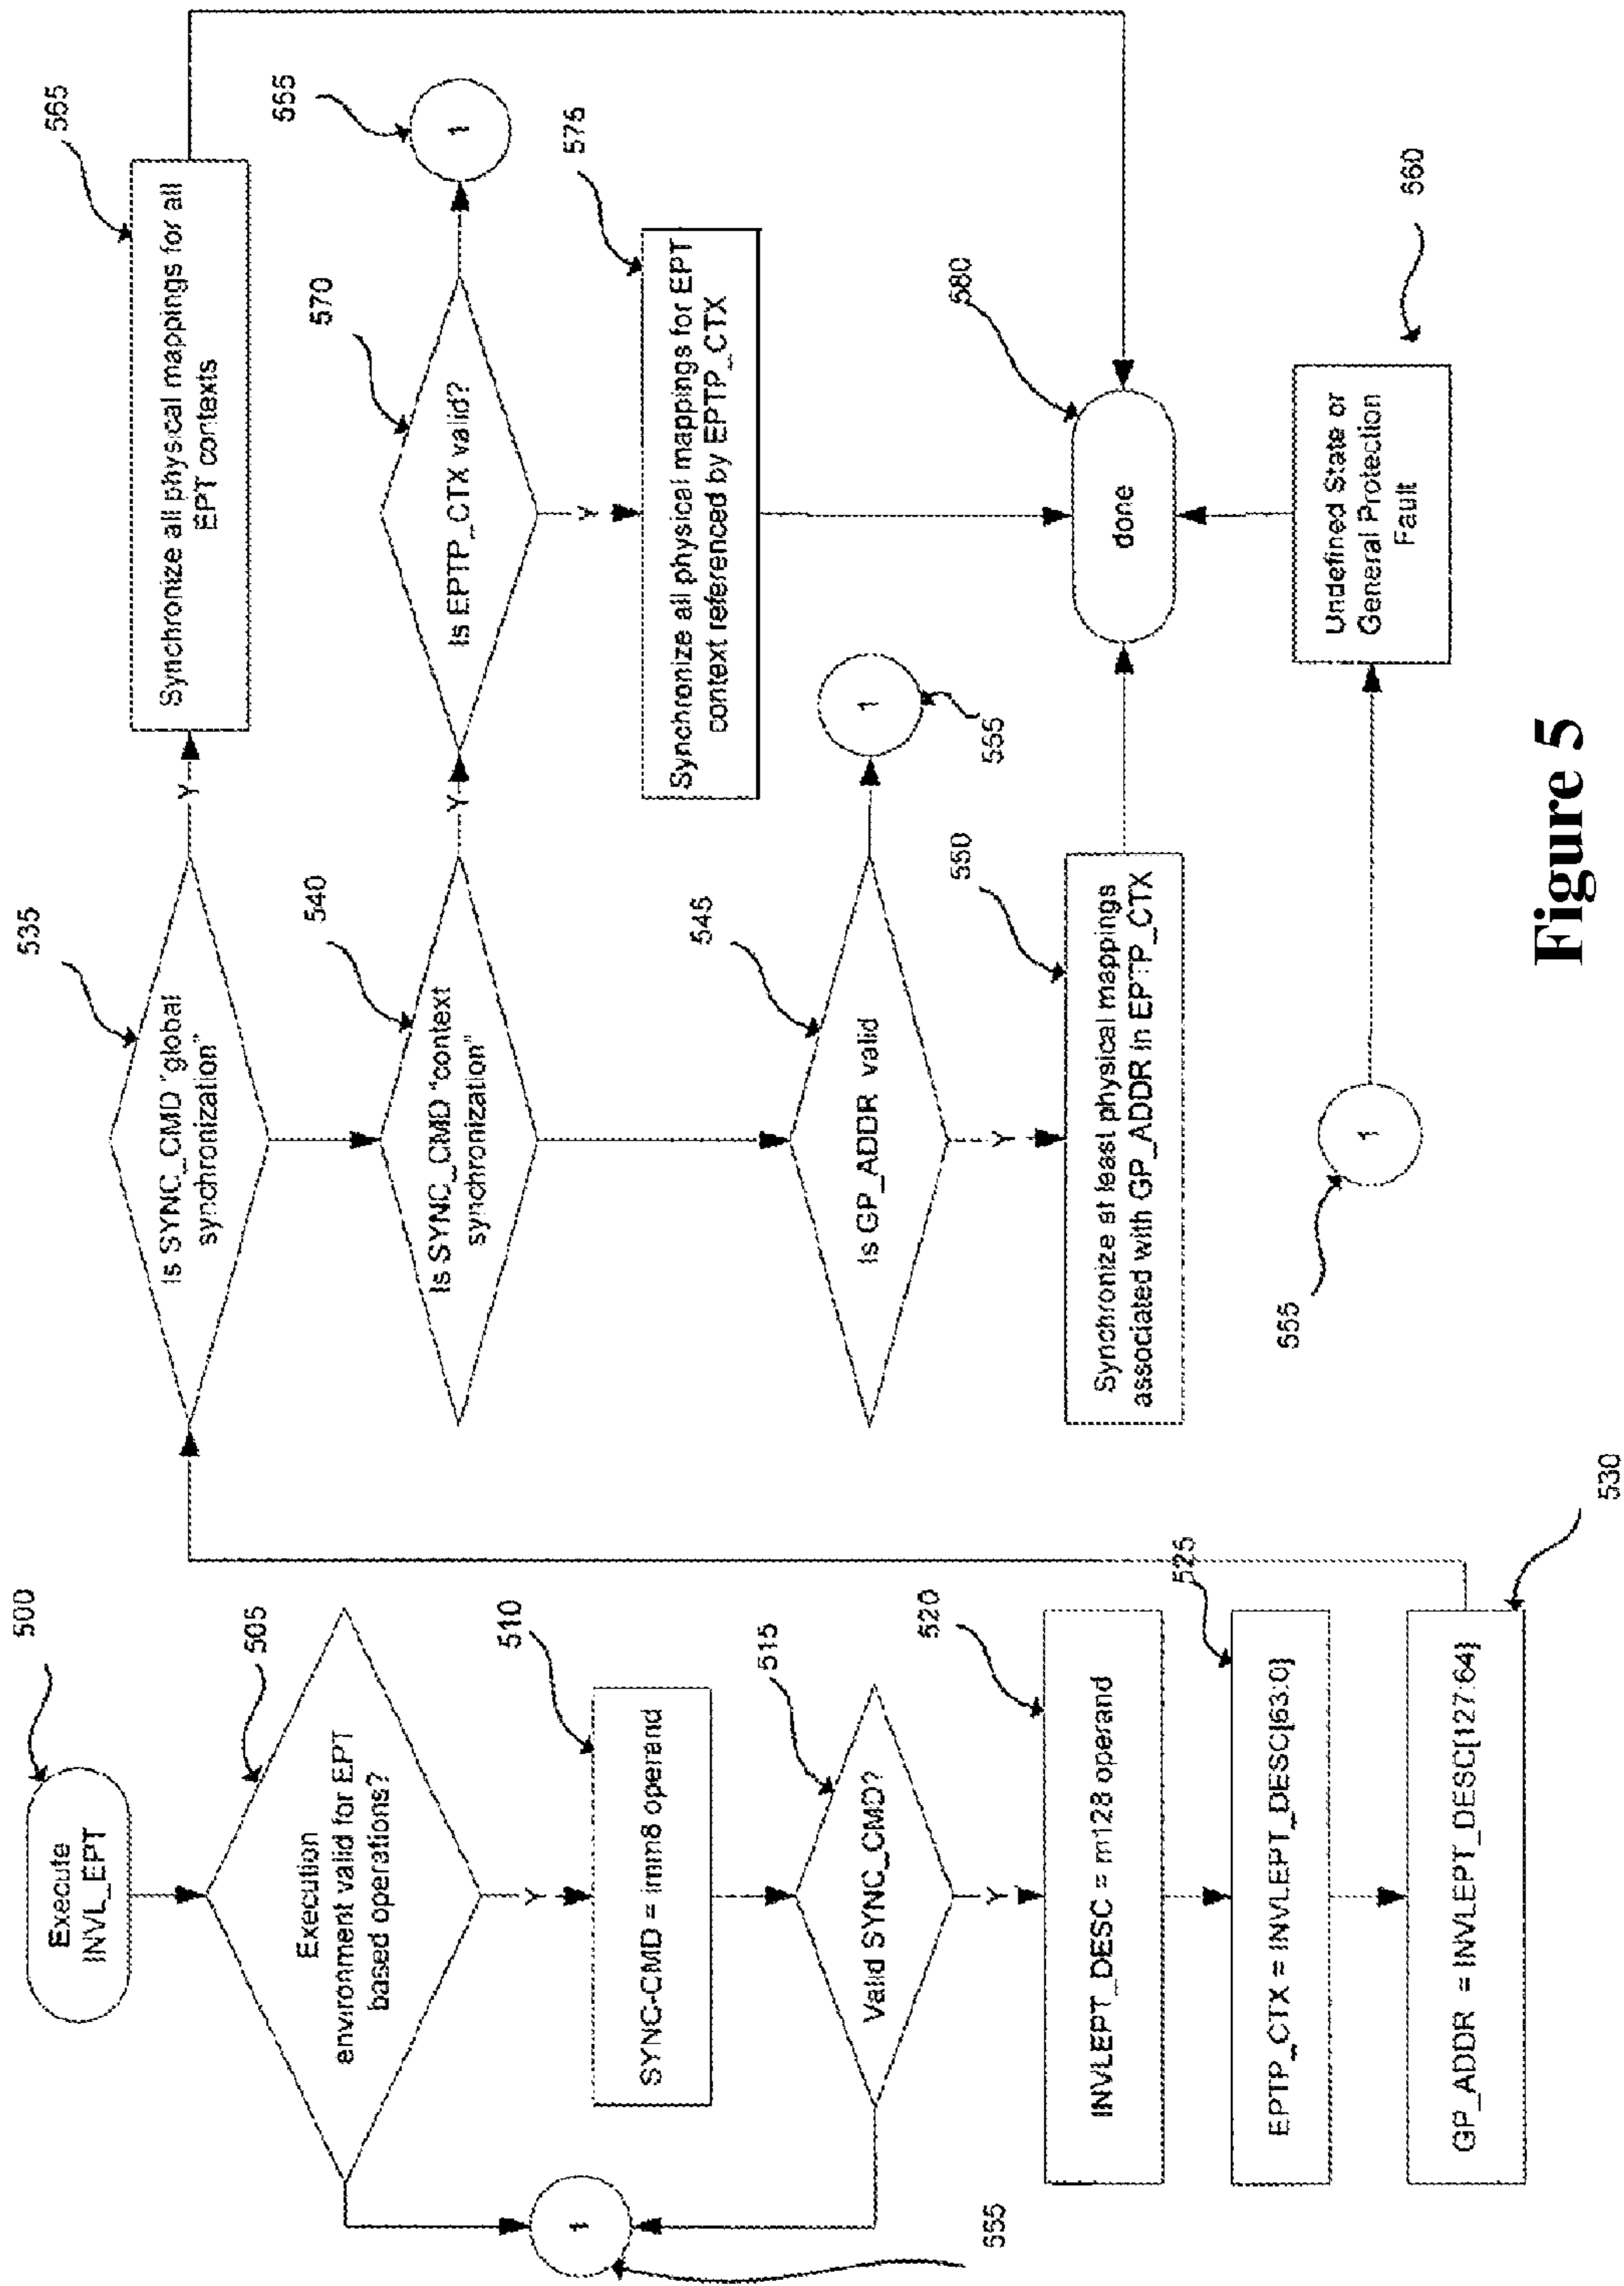 500
Execute
INVL_EPT
505
Execution
environment valid for EPT
based operations?
Y
510
SYNC-CMD = imm8 operand
515
Valid SYNC_CMD?
Y
1
555
520
INVLEPT_DESC = m128 operand
525
EPTP_CTX = INVLEPT_DESC[63:0]
530
GP_ADDR = INVLEPT_DESC[127:64]
535
Is SYNC_CMD "global
synchronization"
Y
565
Synchronize all physical mappings for all
EPT contexts
540
Is SYNC_CMD "context
synchronization"
Y
570
Is EPTP_CTX valid?
1
555
Y
575
Synchronize all physical mappings for EPT
context referenced by EPTP_CTX
545
Is GP_ADDR valid
1
555
Y
550
Synchronize at least physical mappings
associated with GP_ADDR in EPTP_CTX
580
done
555
1
560
Undefined State or
General Protection
Fault
Figure 5